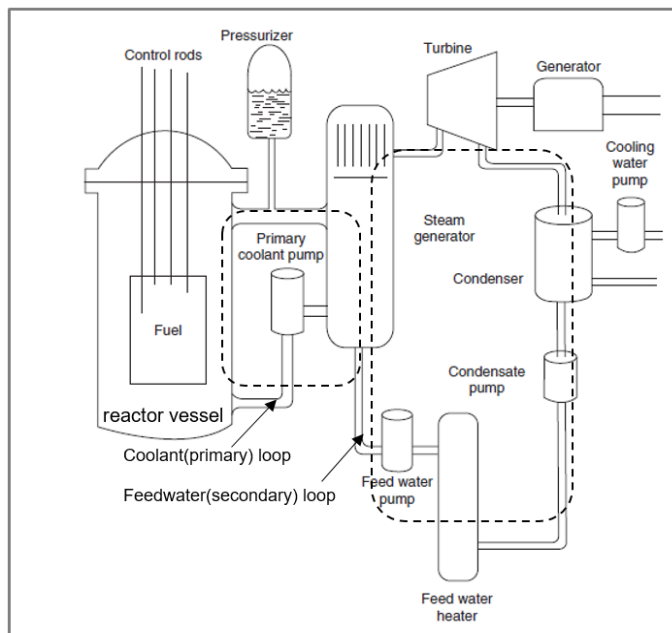 Pressurizer
Control rods
Turbine
Generator
Cooling
water
pump
Steam
generator
Primary
coolant pump
Condenser
Fuel
Condensate
pump
reactor vessel
Coolant(primary) loop
Feedwater(secondary) loop
Feed water
pump
Feed water
heater